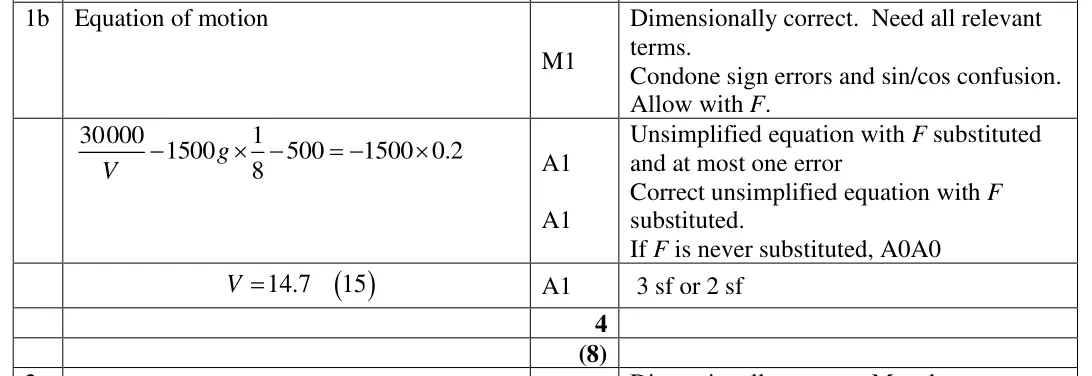 1b Equation of motion
M1
Dimensionally correct. Need all relevant
terms.
Condone sign errors and sin/cos confusion.
Allow with F.
30000/V − 1500g × 1/8 − 500 = −1500 × 0.2
A1
A1
Unsimplified equation with F substituted
and at most one error
Correct unsimplified equation with F
substituted.
If F is never substituted, A0A0
V = 14.7 (15)
A1
3 sf or 2 sf
4
(8)